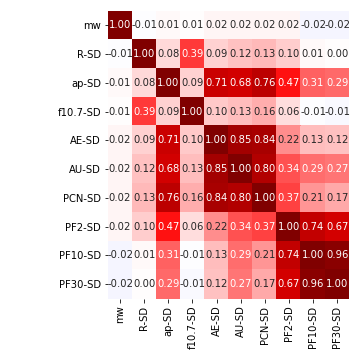 mw 1.00 -0.01 0.01 0.01 0.02 0.02 0.02 0.02 -0.02 -0.02
R-SD -0.01 1.00 0.08 0.39 0.09 0.12 0.13 0.10 0.01 0.00
ap-SD 0.01 0.08 1.00 0.09 0.71 0.68 0.76 0.47 0.31 0.29
f10.7-SD 0.01 0.39 0.09 1.00 0.10 0.13 0.16 0.06 -0.01 -0.01
AE-SD 0.02 0.09 0.71 0.10 1.00 0.85 0.84 0.22 0.13 0.12
AU-SD 0.02 0.12 0.68 0.13 0.85 1.00 0.80 0.34 0.29 0.27
PCN-SD 0.02 0.13 0.76 0.16 0.84 0.80 1.00 0.37 0.21 0.17
PF2-SD 0.02 0.10 0.47 0.06 0.22 0.34 0.37 1.00 0.74 0.67
PF10-SD -0.02 0.01 0.31 -0.01 0.13 0.29 0.21 0.74 1.00 0.96
PF30-SD -0.02 0.00 0.29 -0.01 0.12 0.27 0.17 0.67 0.96 1.00
mw R-SD ap-SD f10.7-SD AE-SD AU-SD PCN-SD PF2-SD PF10-SD PF30-SD